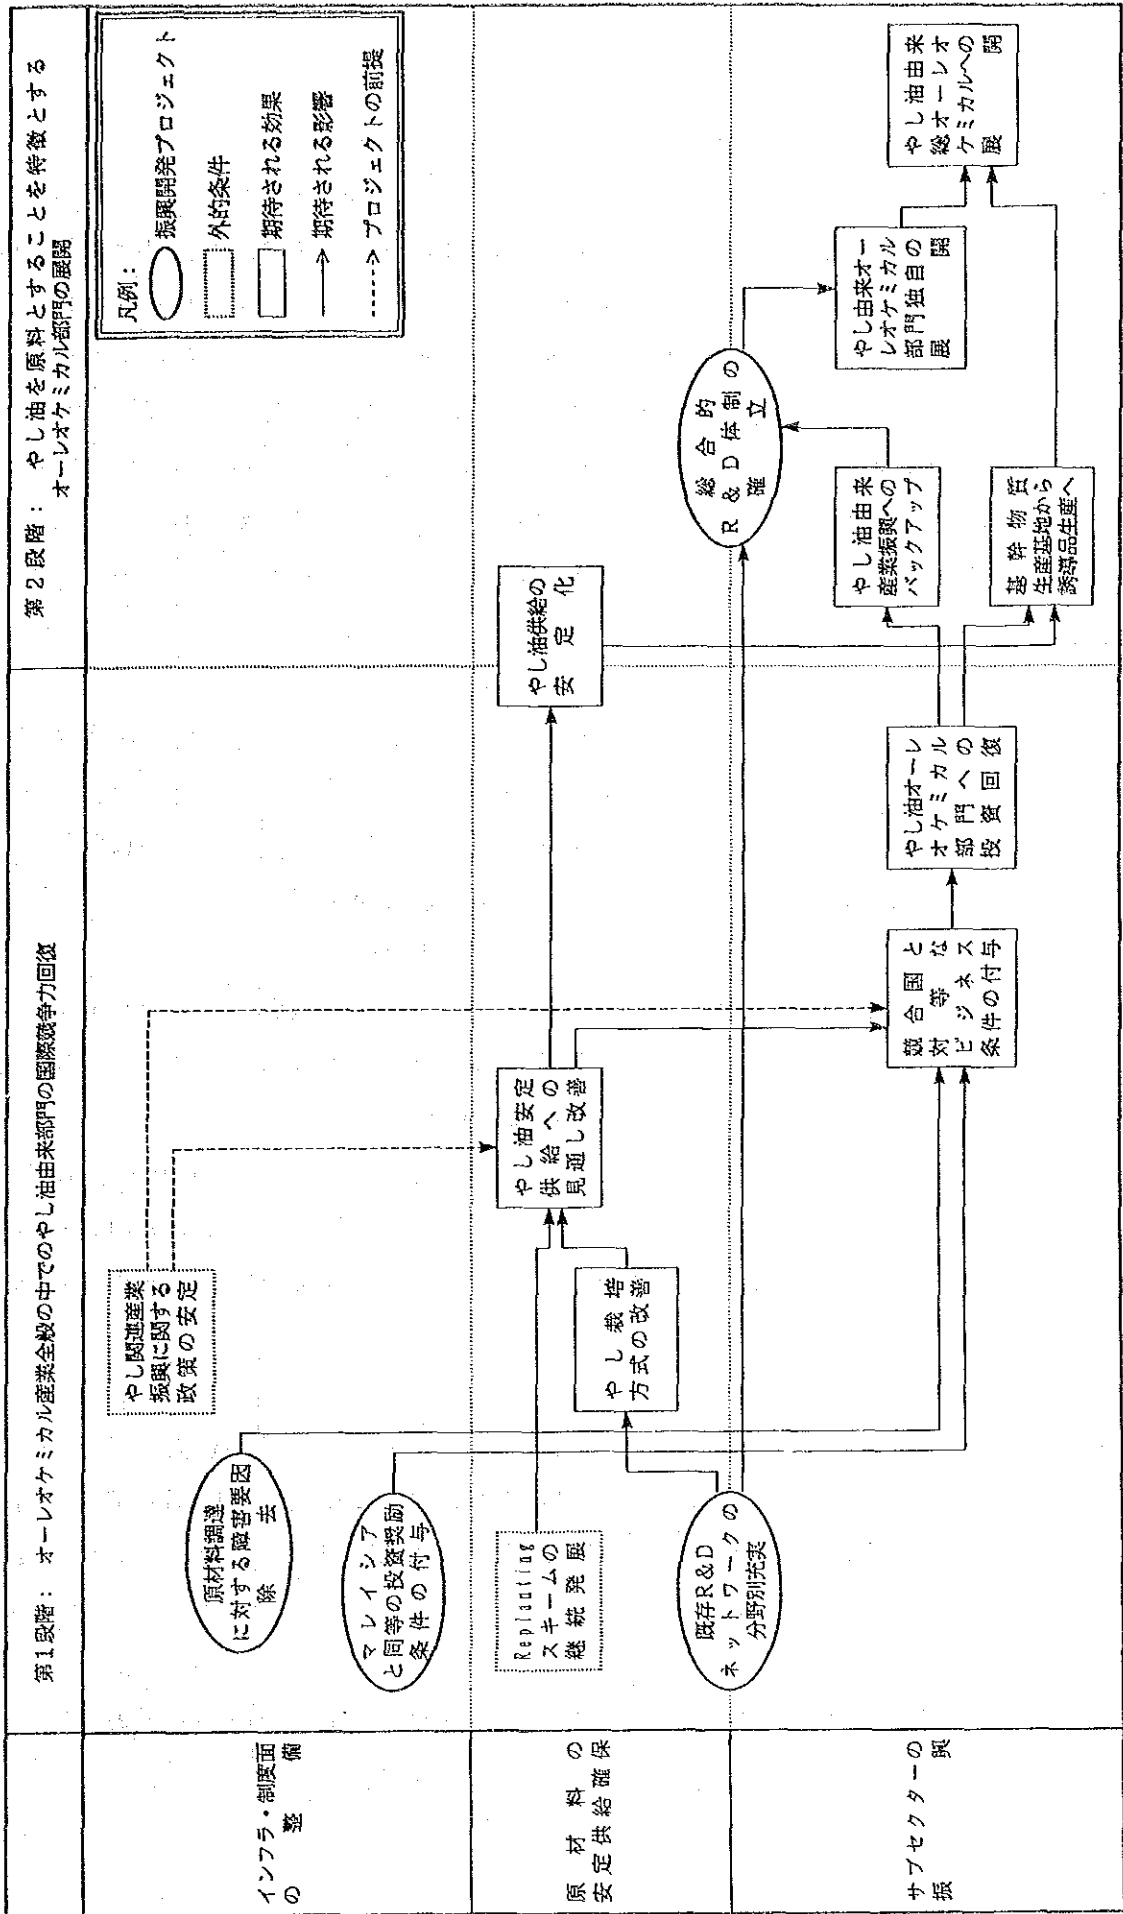 第1段階： オーレオケミカル産業全般の中でのやし油由来部門の国際競争力回復
第2段階： やし油を原料とすることを特徴とする
オーレオケミカル部門の展開
凡例：
振興開発プロジェクト
外的条件
期待される効果
期待される影響
プロジェクトの前提
インフラ・制度面
の整備
やし関連産業
振興に関する
政策の安定
原材料調達
に対する障害要因
除去
マレイシア
と同等の投資奨励
条件の付与
原材料の
安定供給確保
Replanting
スキームの
継続発展
やし栽培
方式の改善
やし油安定
供給への
見通し改善
やし油供給の
安定化
既存R&D
ネットワークの
分野別充実
総合的
R&D体制の
確立
サブセクターの
振興
競合国と
対等な
ビジネス
条件の付与
やし油オーレ
オケミカル
部門への
投資回復
やし油由来
産業振興への
バックアップ
基幹物質
生産基地から
誘導品生産へ
やし由来オー
レオケミカル
部門独自の
展開
やし油由来
総オーレオ
ケミカルへの
展開